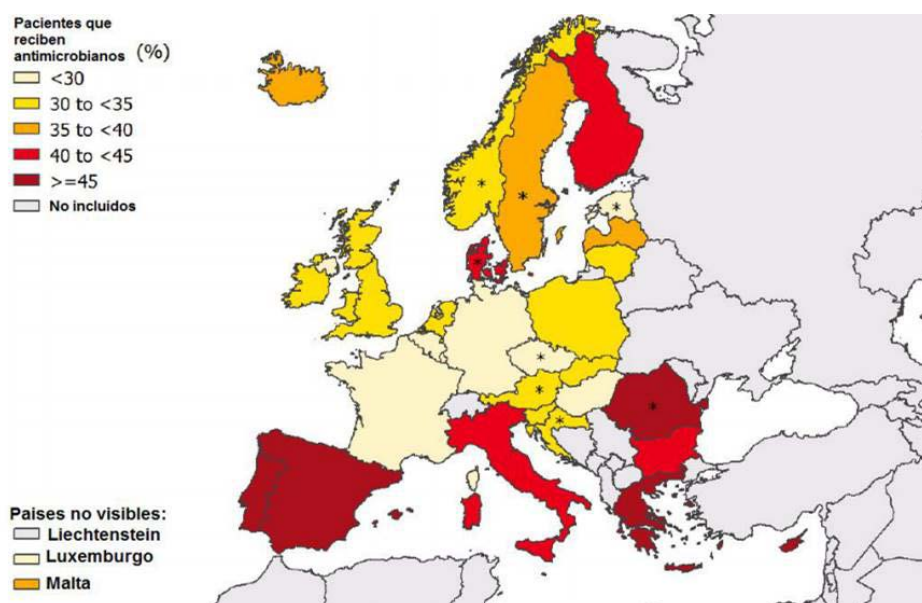 Pacientes que
reciben
antimicrobianos (%)
<30
30 to <35
35 to <40
40 to <45
>=45
No incluidos
Paises no visibles:
Liechtenstein
Luxemburgo
Malta